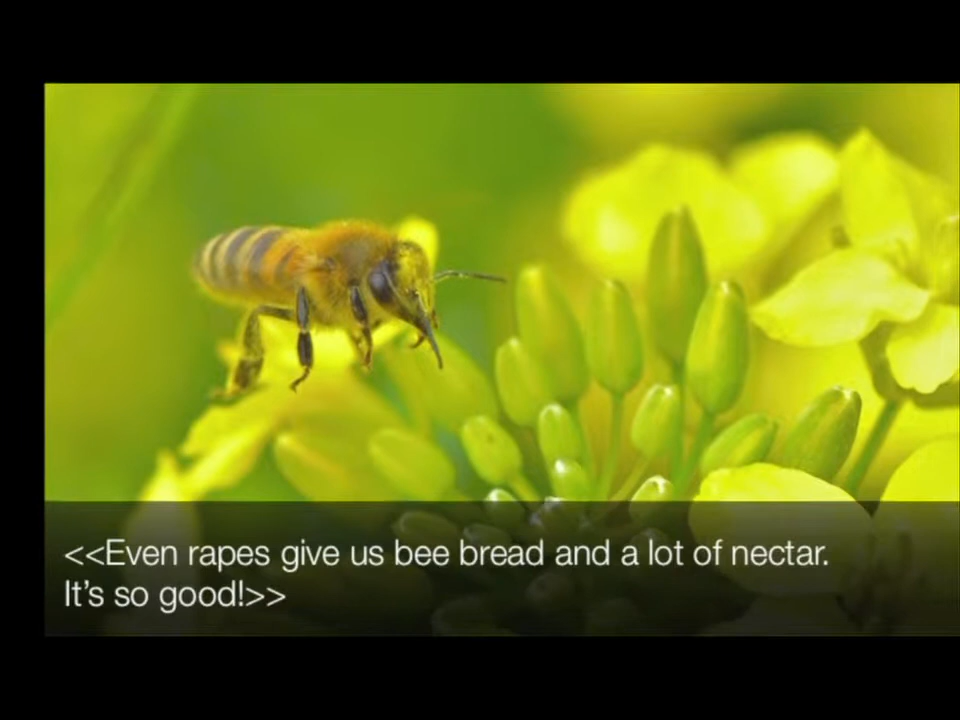 <<Even rapes give us bee bread and a lot of nectar.
It's so good!>>